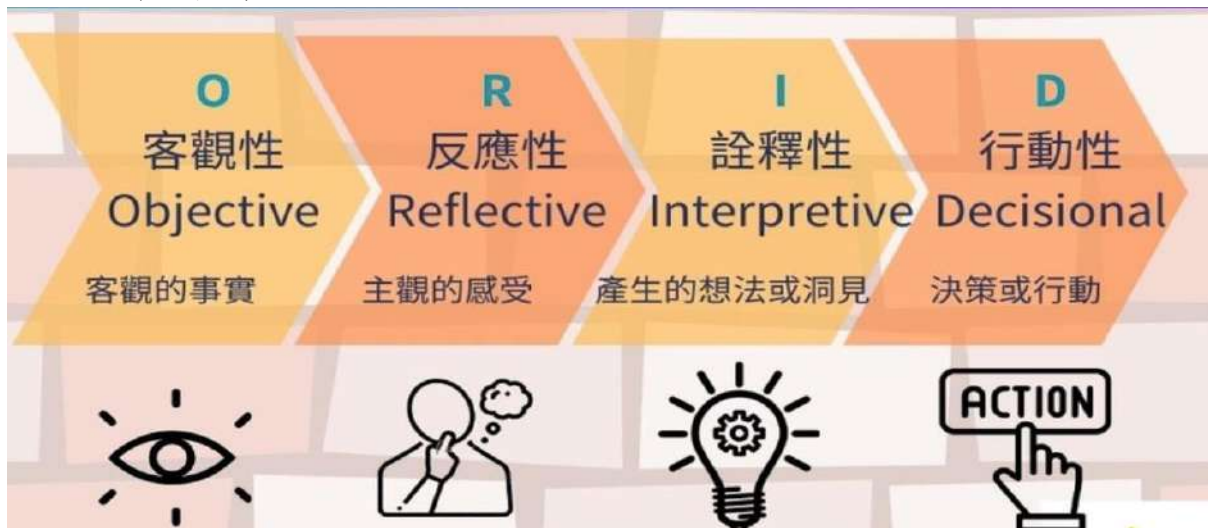 O
客觀性
Objective
客觀的事實
R
反應性
Reflective
主觀的感受
I
詮釋性
Interpretive
產生的想法或洞見
D
行動性
Decisional
決策或行動
ACTION